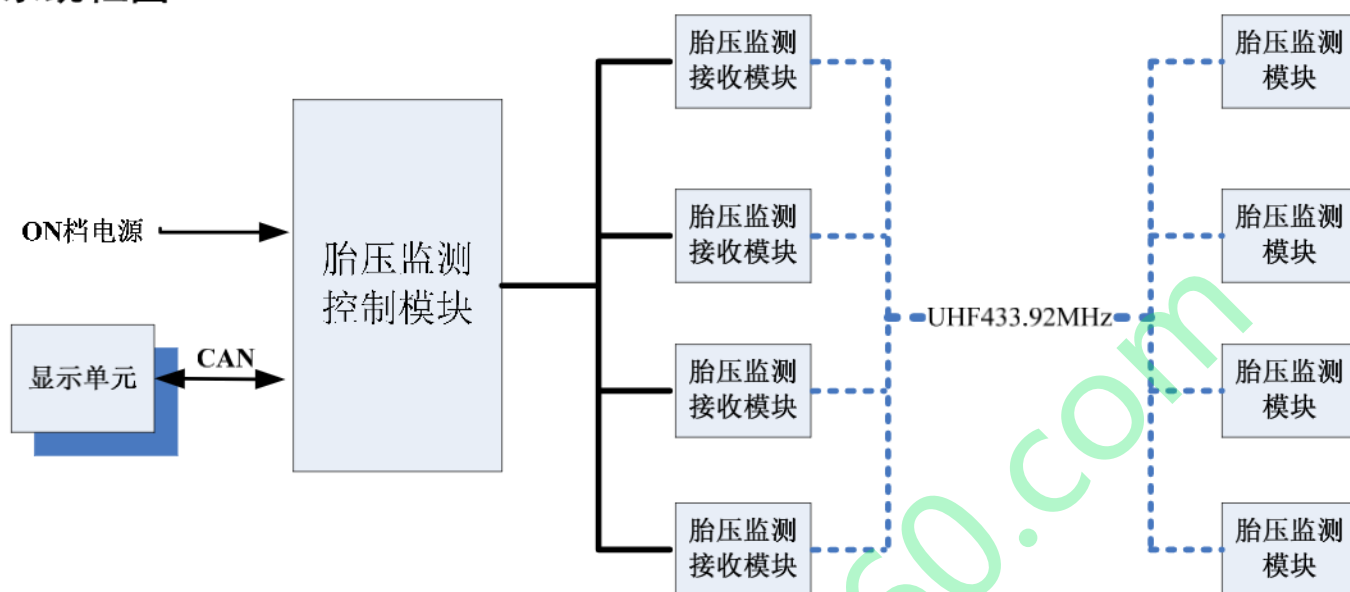 胎压监测
接收模块
胎压监测
模块
胎压监测
接收模块
胎压监测
模块
ON档电源
胎压监测
控制模块
UHF433.92MHz
显示单元
CAN
胎压监测
接收模块
胎压监测
模块
胎压监测
接收模块
胎压监测
模块
60.com